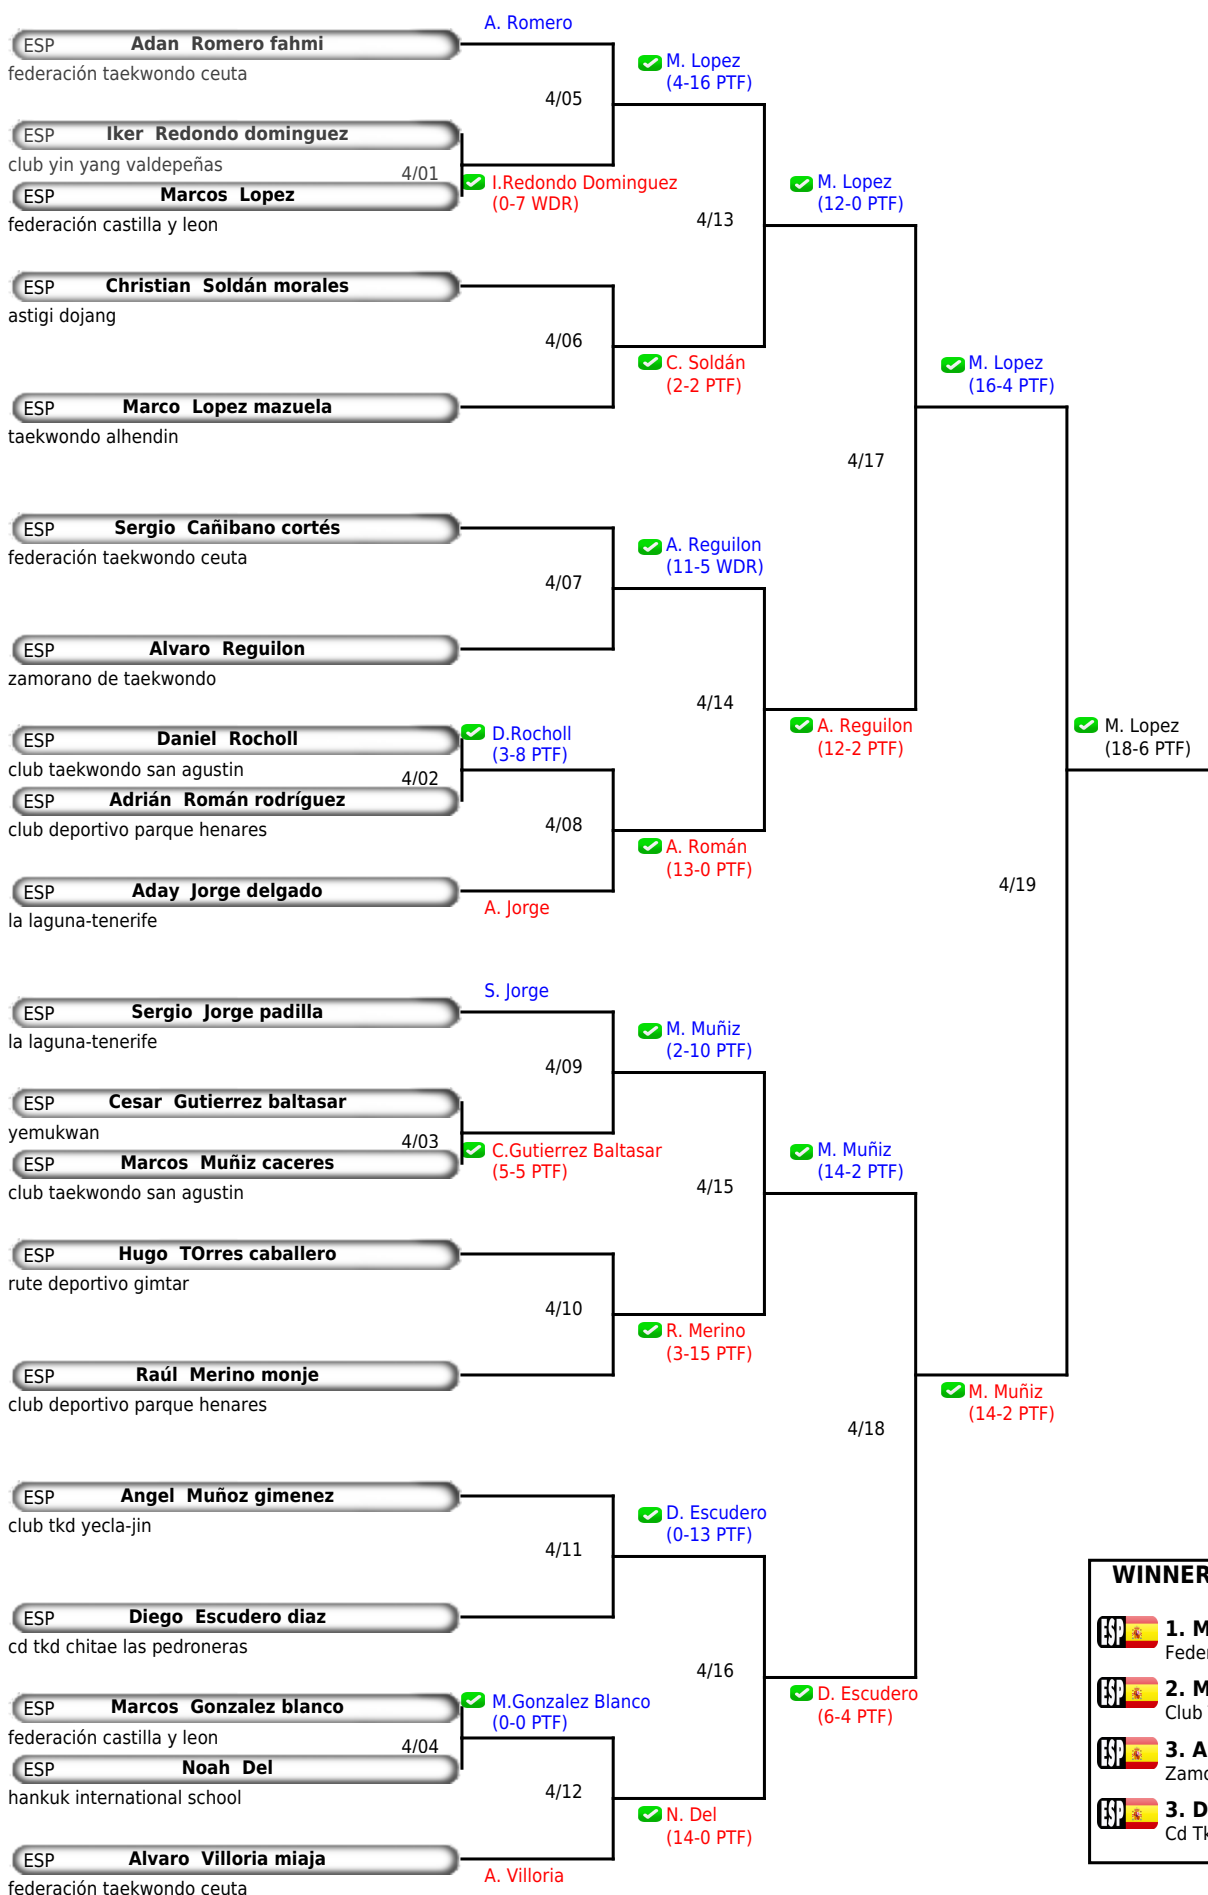 A. Romero
ESP Adan Romero fahmi
federación taekwondo ceuta
M. Lopez
(4-16 PTF)
4/05
ESP Iker Redondo dominguez
club yin yang valdepeñas
4/01
I.Redondo Dominguez
(0-7 WDR)
ESP Marcos Lopez
federación castilla y leon
M. Lopez
(12-0 PTF)
4/13
ESP Christian Soldán morales
astigi dojang
4/06
C. Soldán
(2-2 PTF)
M. Lopez
(16-4 PTF)
ESP Marco Lopez mazuela
taekwondo alhendin
4/17
ESP Sergio Cañibano cortés
federación taekwondo ceuta
A. Reguilon
(11-5 WDR)
4/07
ESP Alvaro Reguilon
zamorano de taekwondo
4/14
ESP Daniel Rocholl
club taekwondo san agustin
D.Rocholl
(3-8 PTF)
A. Reguilon
(12-2 PTF)
M. Lopez
(18-6 PTF)
4/02
ESP Adrián Román rodríguez
club deportivo parque henares
4/08
A. Román
(13-0 PTF)
ESP Aday Jorge delgado
la laguna-tenerife
A. Jorge
4/19
S. Jorge
ESP Sergio Jorge padilla
la laguna-tenerife
M. Muñiz
(2-10 PTF)
4/09
ESP Cesar Gutierrez baltasar
yemukwan
4/03
C.Gutierrez Baltasar
(5-5 PTF)
ESP Marcos Muñiz caceres
club taekwondo san agustin
M. Muñiz
(14-2 PTF)
4/15
ESP Hugo TOrres caballero
rute deportivo gimtar
4/10
R. Merino
(3-15 PTF)
ESP Raúl Merino monje
club deportivo parque henares
M. Muñiz
(14-2 PTF)
4/18
ESP Angel Muñoz gimenez
club tkd yecla-jin
D. Escudero
(0-13 PTF)
4/11
ESP Diego Escudero diaz
cd tkd chitae las pedroneras
4/16
ESP Marcos Gonzalez blanco
federación castilla y leon
M.Gonzalez Blanco
(0-0 PTF)
D. Escudero
(6-4 PTF)
4/04
ESP Noah Del
hankuk international school
4/12
N. Del
(14-0 PTF)
ESP Alvaro Villoria miaja
federación taekwondo ceuta
A. Villoria
WINNER
ESP 1. M
Feder
ESP 2. M
Club
ESP 3. A
Zamo
ESP 3. D
Cd Tk